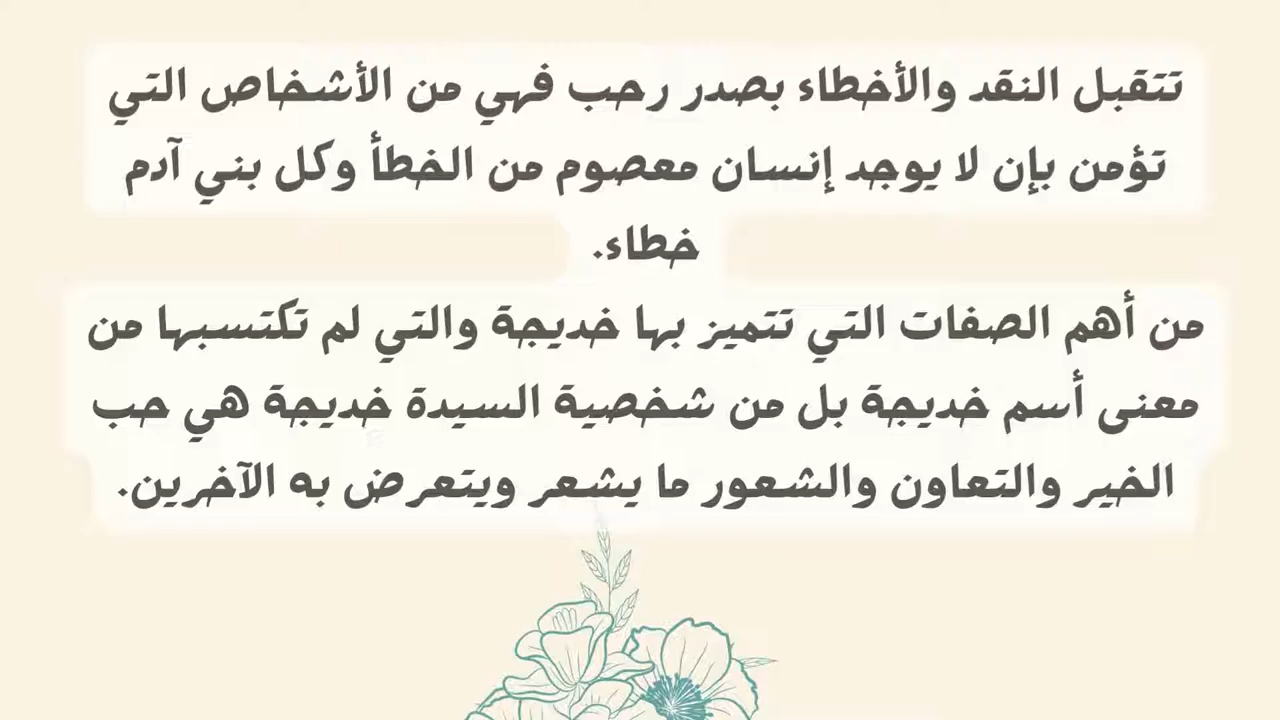 تتقبل النقد والأخطاء بصدر رحب فهي من الأشخاص التي
تؤمن بإن لا يوجد إنسان معصوم من الخطأ وكل بني آدم
خطاء.
من أهم الصفات التي تتميز بها خديجة والتي لم تكتسبها من
معنى أسم خديجة بل من شخصية السيدة خديجة هي حب
الخير والتعاون والشعور ما يشعر ويتعرض به الآخرين.